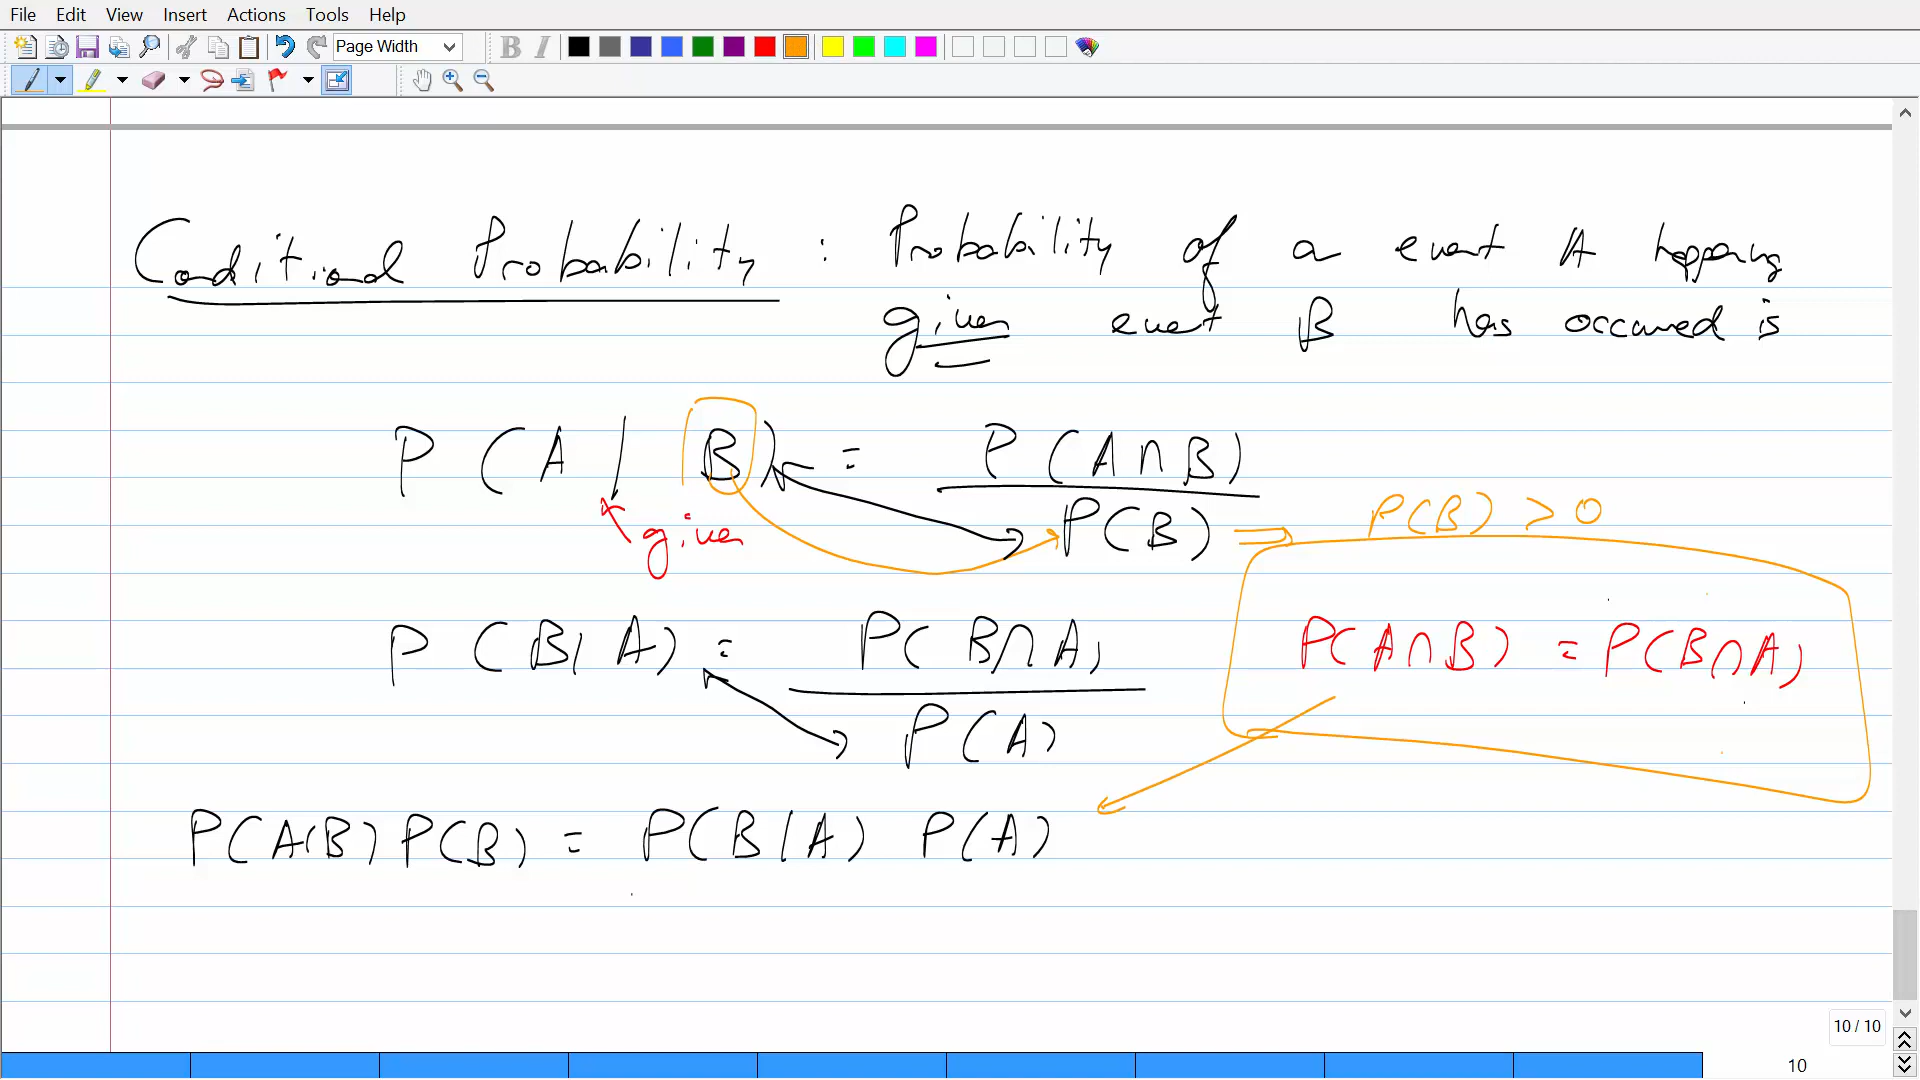 File Edit View Insert Actions Tools Help
Page Width
B I
Conditional Probability : Probability of a event A happening
given event B has occured is
P (A | B) = P(A∩B)
P(B) ⇒ P(B) > 0
given
P (B | A) = P(B∩A) P(A∩B) = P(B∩A)
P(A)
P(A|B) P(B) = P(B|A) P(A)
10 / 10
10